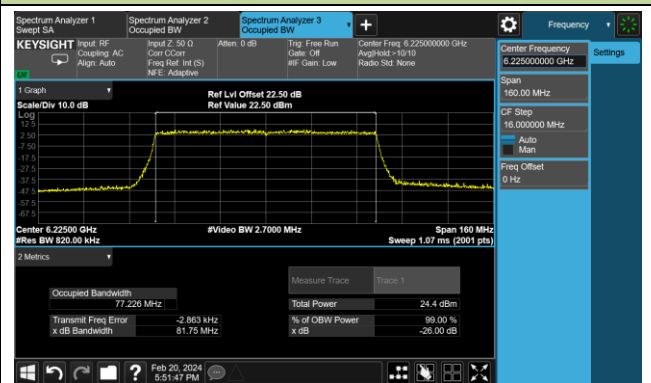 Spectrum Analyzer 1
Swept SA
Spectrum Analyzer 2
Occupied BW
Spectrum Analyzer 3
Occupied BW
+
Frequency
KEYSIGHT
Input: RF
Coupling: AC
Align: Auto
Input Z: 50 Ω
Corr CCorr
Freq Ref: Int (S)
NFE: Adaptive
Atten: 0 dB
Trig: Free Run
Gate: Off
#IF Gain: Low
Center Freq: 6.225000000 GHz
Avg|Hold:>10/10
Radio Std: None
LXI
Center Frequency
6.225000000 GHz
Settings
Span
160.00 MHz
CF Step
16.000000 MHz
Auto
Man
Freq Offset
0 Hz
1 Graph
Scale/Div 10.0 dB
Ref Lvl Offset 22.50 dB
Ref Value 22.50 dBm
Log
12.5
2.50
-7.50
-17.5
-27.5
-37.5
-47.5
-57.5
-67.5
Center 6.22500 GHz
#Res BW 820.00 kHz
#Video BW 2.7000 MHz
Span 160 MHz
Sweep 1.07 ms (2001 pts)
2 Metrics
Measure Trace
Trace 1
Occupied Bandwidth
77.226 MHz
Total Power
24.4 dBm
Transmit Freq Error
-2.863 kHz
% of OBW Power
99.00 %
x dB Bandwidth
81.75 MHz
x dB
-26.00 dB
?
Feb 20, 2024
5:51:47 PM